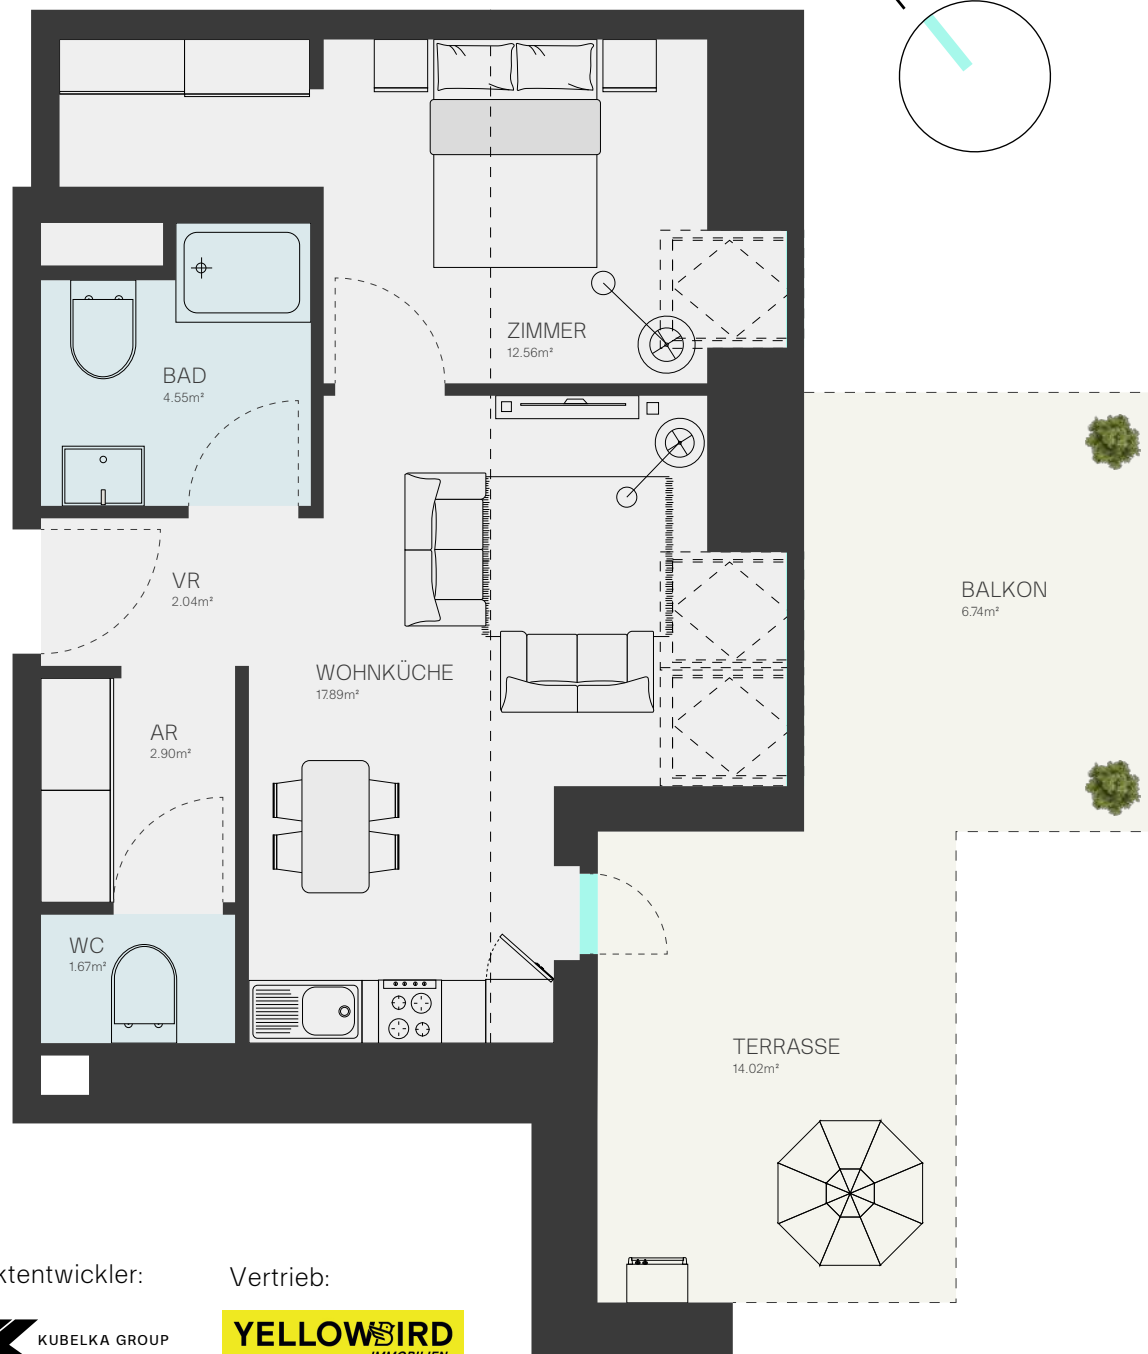 ZIMMER
12.56m²
BAD
4.55m²
VR
2.04m²
BALKON
6.74m²
WOHNKÜCHE
17.89m²
AR
2.90m²
WC
1.67m²
TERRASSE
14.02m²
ktentwickler:
Vertrieb:
KUBELKA GROUP
YELLOWBIRD
IMMOBILIEN